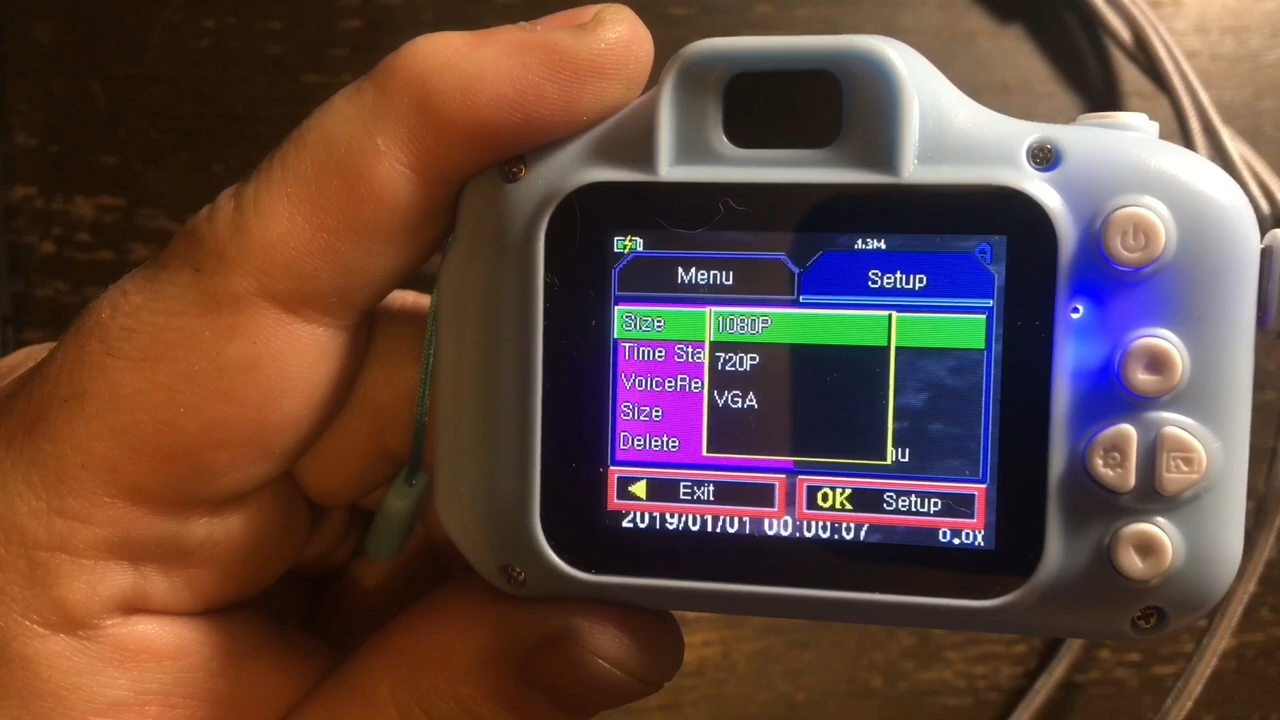 1.3M
Menu
Setup
Size
1080P
Time Sta
720P
VoiceRe
VGA
Size
Delete
nu
Exit
OK Setup
2019/01/01 00:00:07
0.0X